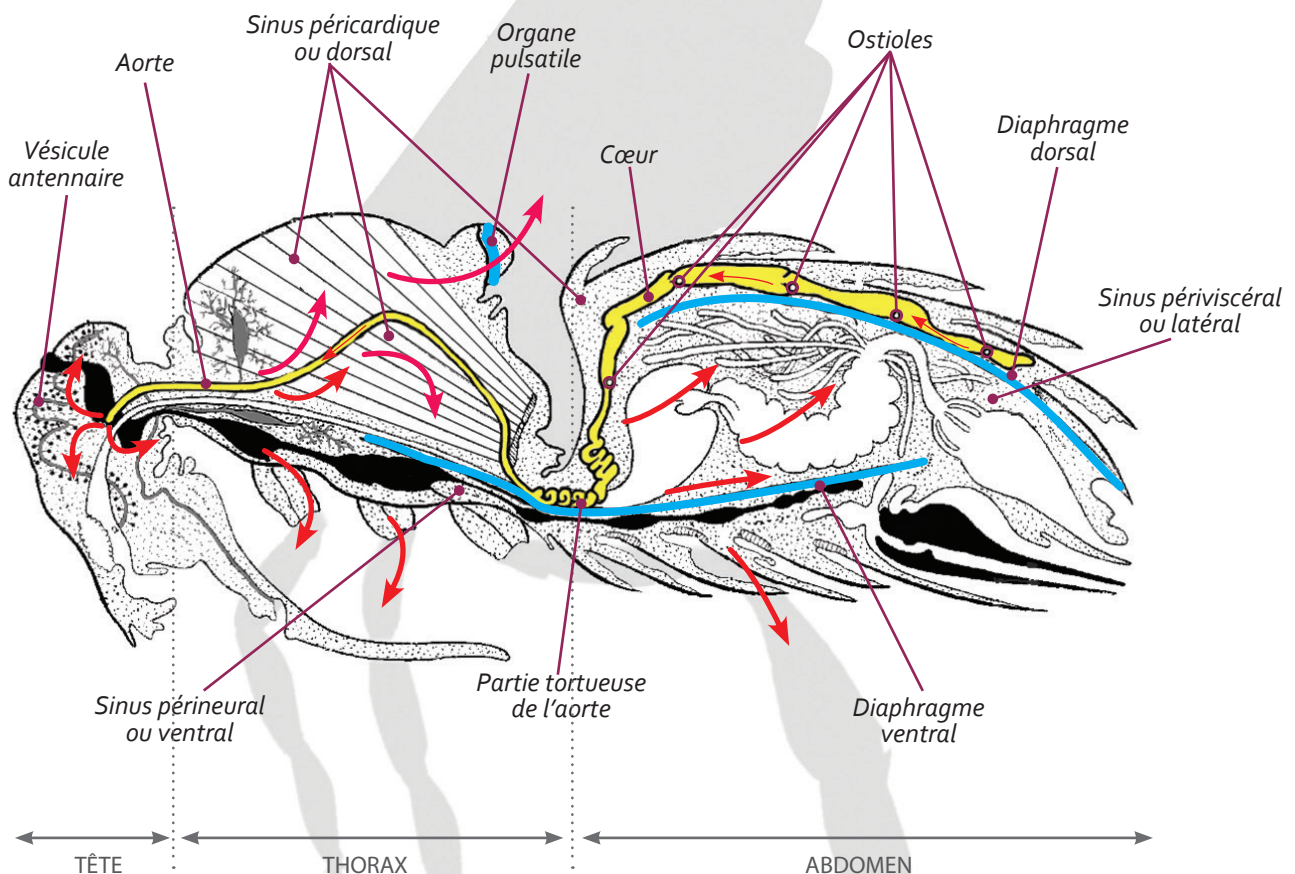 Sinus péricardique
ou dorsal
Organe
pulsatile
Ostioles
Aorte
Vésicule
antennaire
Cœur
Diaphragme
dorsal
Sinus périviscéral
ou latéral
Sinus périneural
ou ventral
Partie tortueuse
de l’aorte
Diaphragme
ventral
TÊTE
THORAX
ABDOMEN